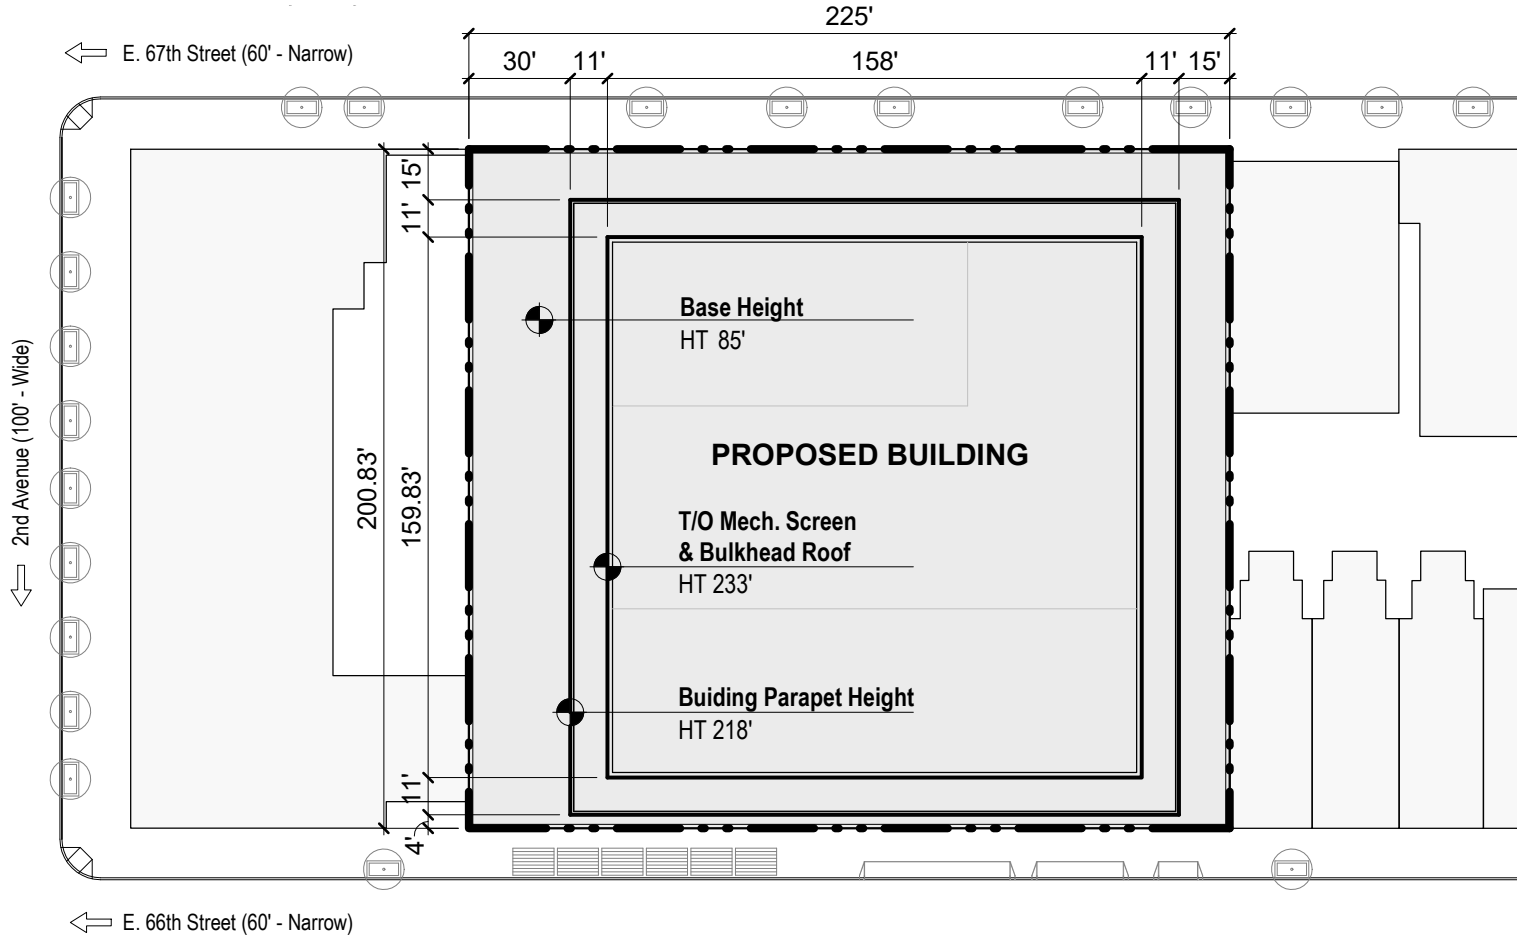 225'
E. 67th Street (60' - Narrow)
30'
11'
158'
11'
15'
15'
11'
Base Height
HT 85'
2nd Avenue (100' - Wide)
200.83'
159.83'
PROPOSED BUILDING
T/O Mech. Screen
& Bulkhead Roof
HT 233'
Buiding Parapet Height
HT 218'
11'
4'
E. 66th Street (60' - Narrow)